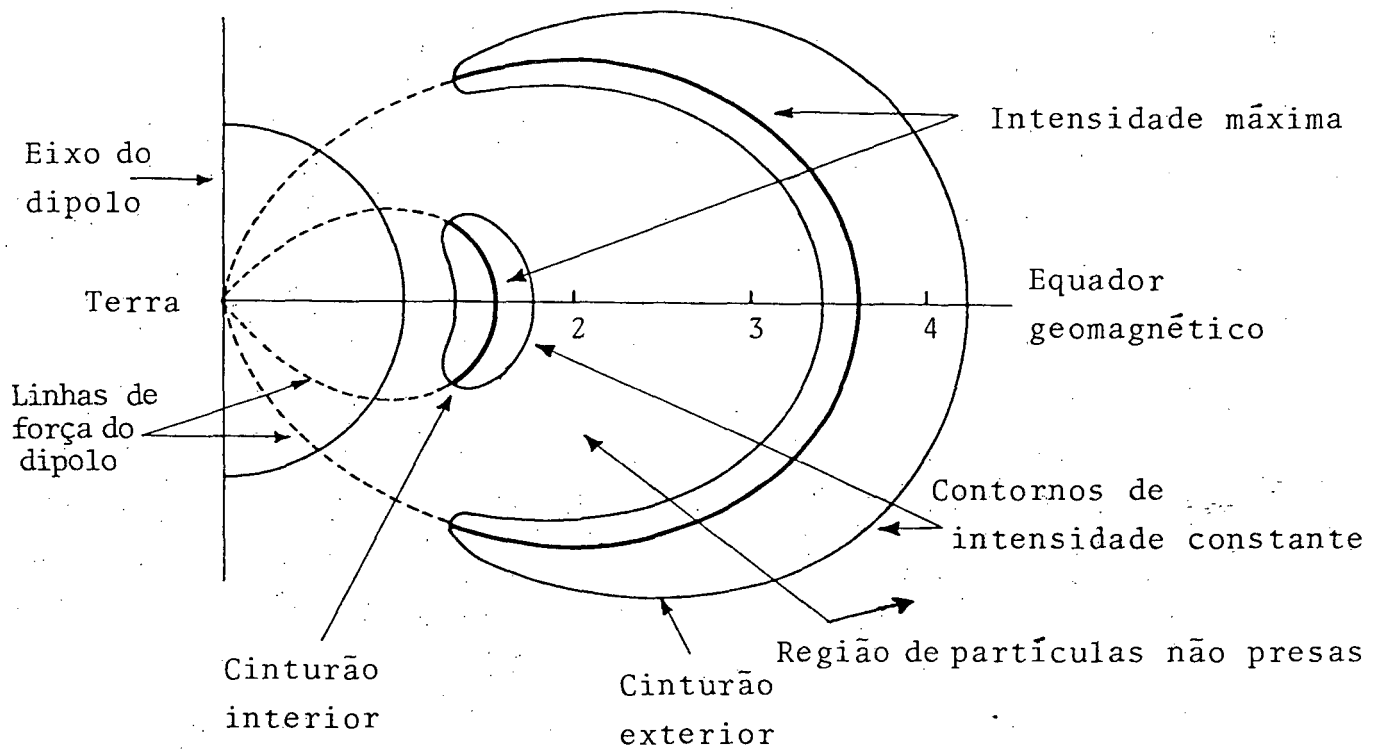 Intensidade máxima
Eixo do
dipolo
Terra
2
3
4
Equador
geomagnético
Linhas de
força do
dipolo
Contornos de
intensidade constante
Região de partículas não presas
Cinturão
interior
Cinturão
exterior